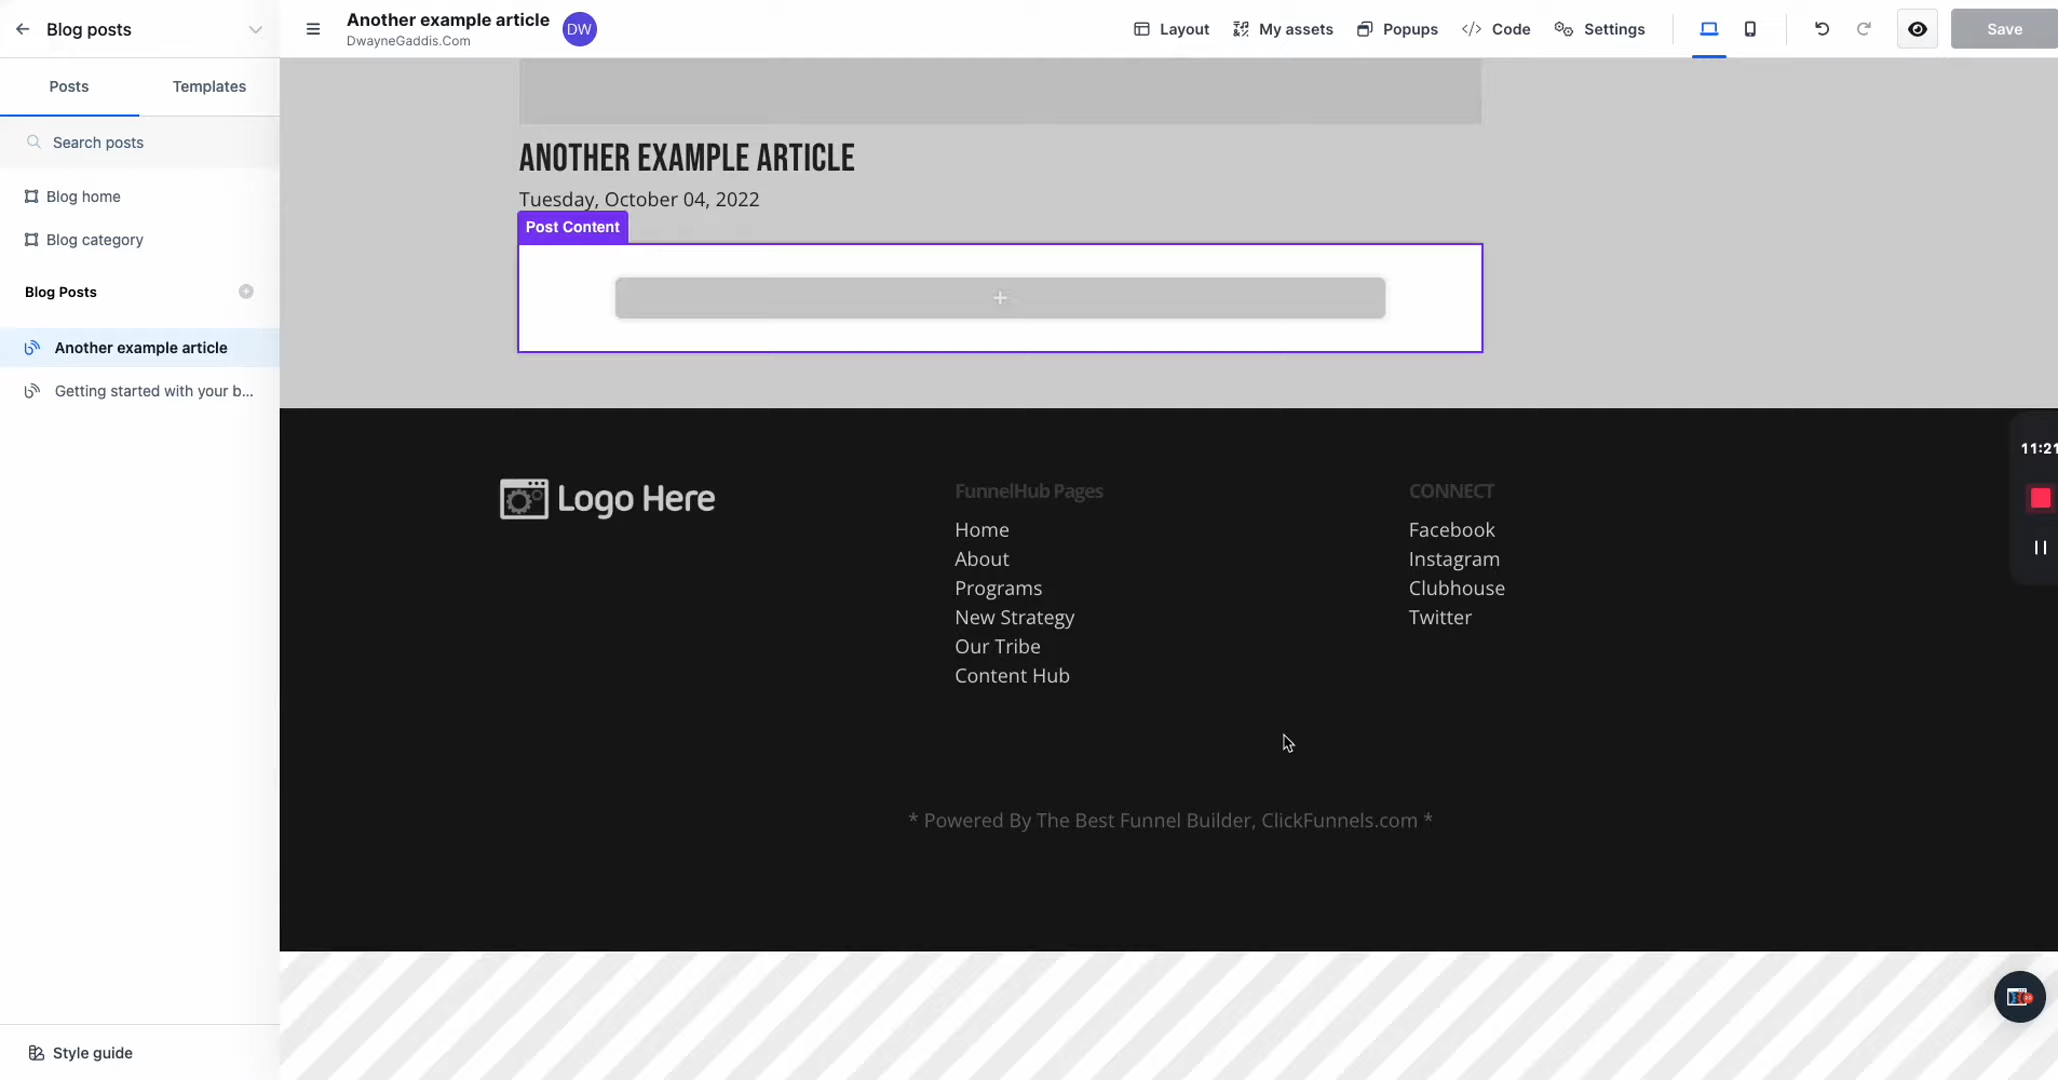 Blog posts
Another example article
DwayneGaddis.Com
DW
Layout
My assets
Popups
Code
Settings
Save
Posts
Templates
Search posts
Blog home
Blog category
Blog Posts
Another example article
Getting started with your b...
Style guide
ANOTHER EXAMPLE ARTICLE
Tuesday, October 04, 2022
Post Content
Logo Here
FunnelHub Pages
Home
About
Programs
New Strategy
Our Tribe
Content Hub
CONNECT
Facebook
Instagram
Clubhouse
Twitter
* Powered By The Best Funnel Builder, ClickFunnels.com *
11:21